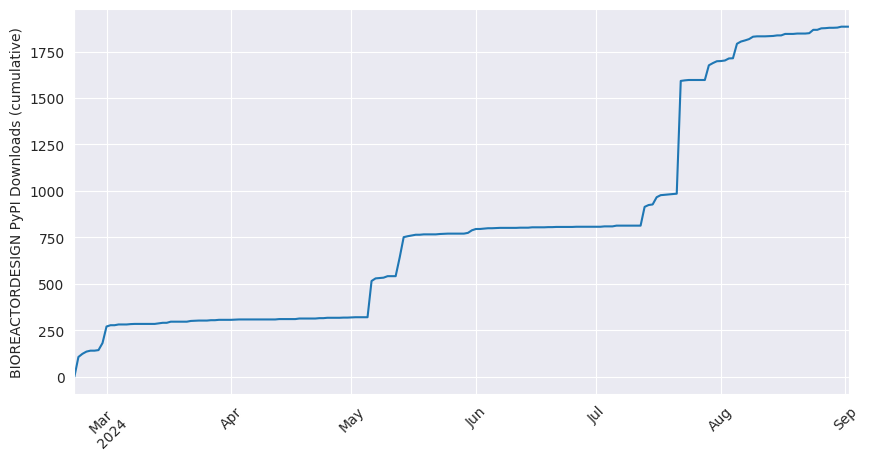 BIOREACTORDESIGN PyPI Downloads (cumulative)
1750
1500
1250
1000
750
500
250
0
Mar
2024
Apr
May
Jun
Jul
Aug
Sep